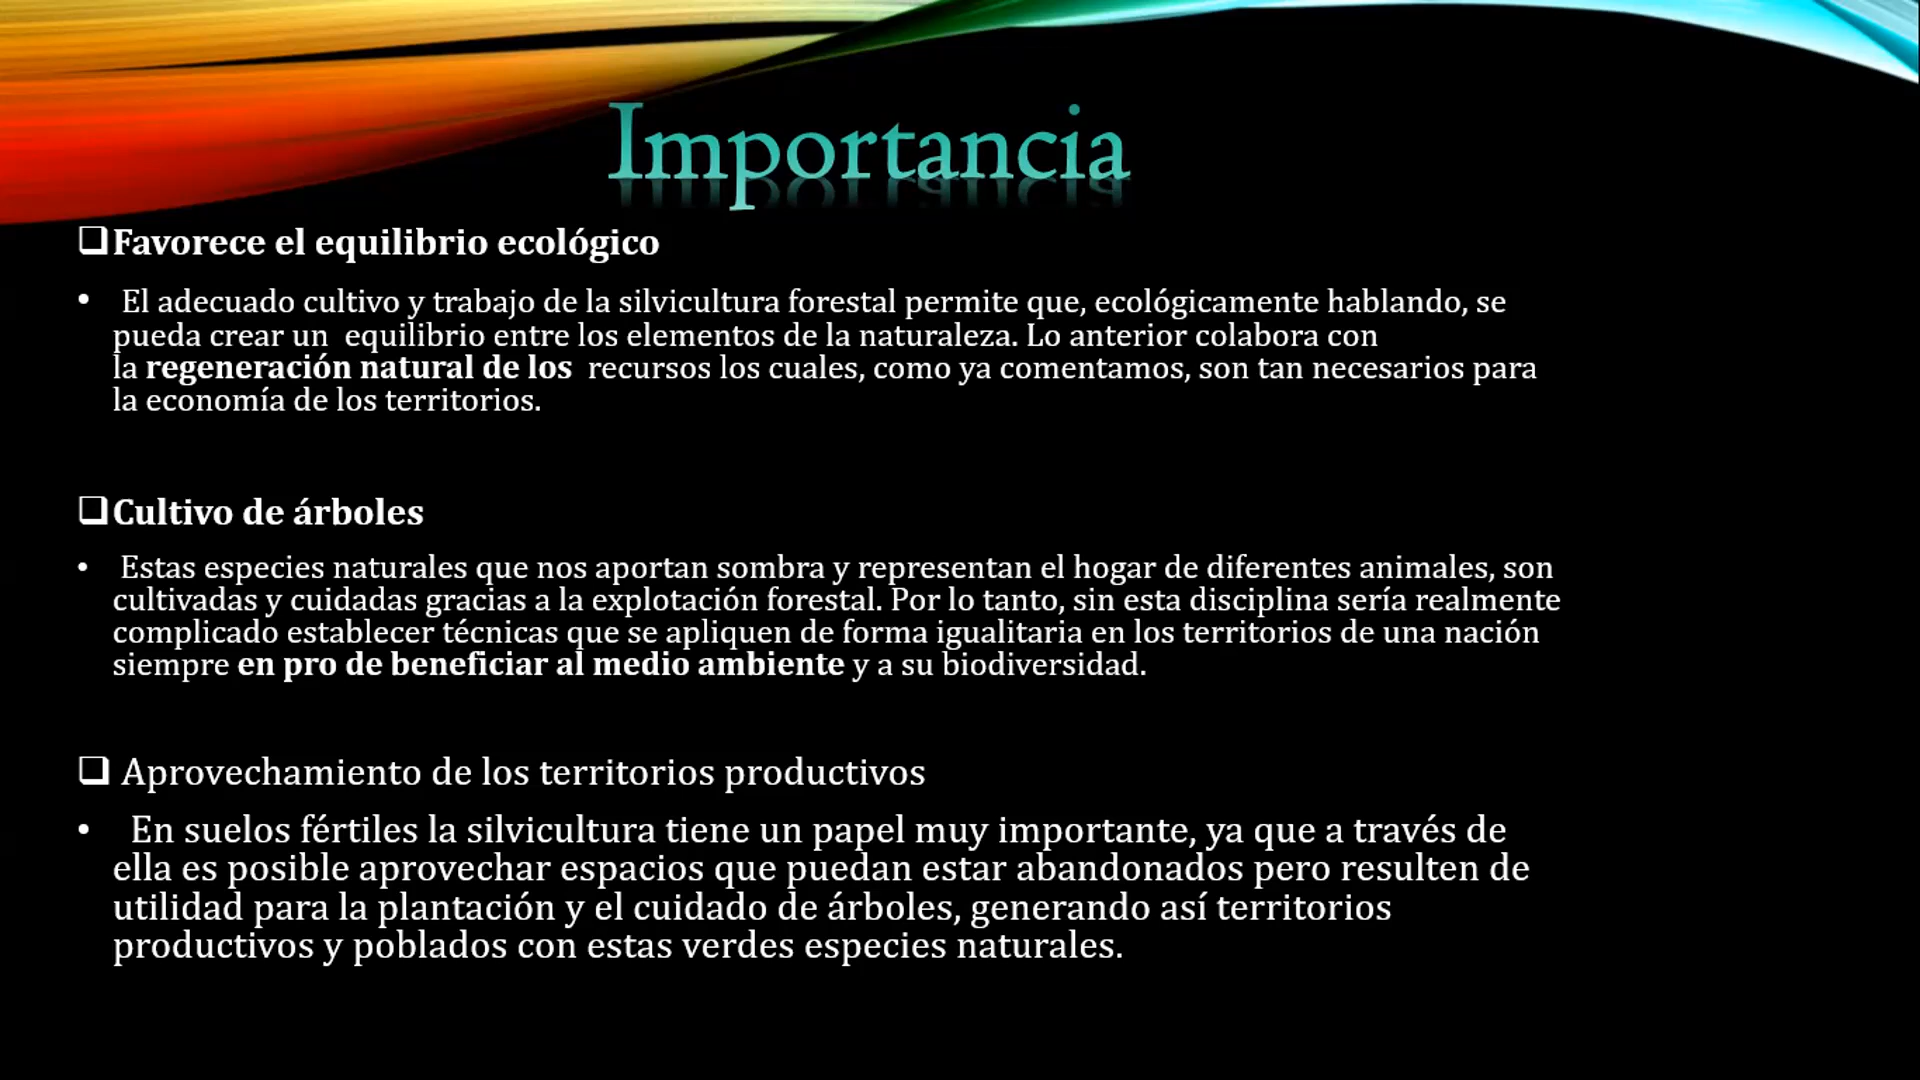 Importancia
❑Favorece el equilibrio ecológico
• El adecuado cultivo y trabajo de la silvicultura forestal permite que, ecológicamente hablando, se
pueda crear un equilibrio entre los elementos de la naturaleza. Lo anterior colabora con
la regeneración natural de los recursos los cuales, como ya comentamos, son tan necesarios para
la economía de los territorios.
❑Cultivo de árboles
• Estas especies naturales que nos aportan sombra y representan el hogar de diferentes animales, son
cultivadas y cuidadas gracias a la explotación forestal. Por lo tanto, sin esta disciplina sería realmente
complicado establecer técnicas que se apliquen de forma igualitaria en los territorios de una nación
siempre en pro de beneficiar al medio ambiente y a su biodiversidad.
❑ Aprovechamiento de los territorios productivos
• En suelos fértiles la silvicultura tiene un papel muy importante, ya que a través de
ella es posible aprovechar espacios que puedan estar abandonados pero resulten de
utilidad para la plantación y el cuidado de árboles, generando así territorios
productivos y poblados con estas verdes especies naturales.